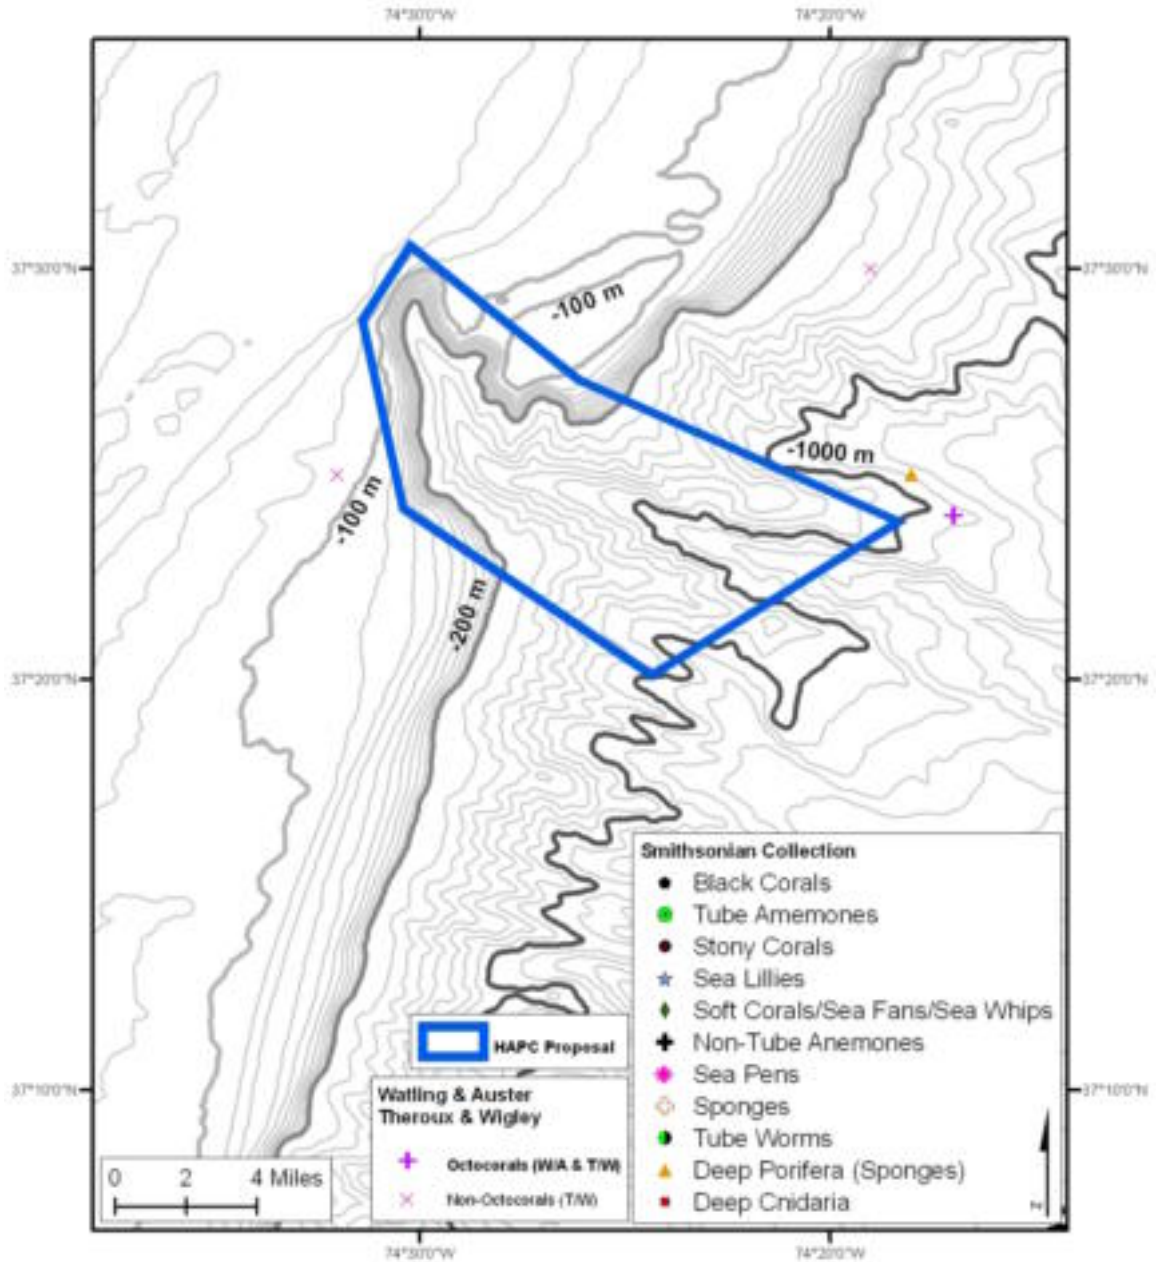 74°30'0"W
74°20'0"W
37°30'0"N
37°30'0"N
-100 m
-1000 m
-100 m
-200 m
37°20'0"N
37°20'0"N
Smithsonian Collection
Black Corals
Tube Amemones
Stony Corals
Sea Lillies
Soft Corals/Sea Fans/Sea Whips
Non-Tube Anemones
Sea Pens
Sponges
Tube Worms
Deep Porifera (Sponges)
Deep Cnidaria
HAPC Proposal
Watling & Auster
Theroux & Wigley
Octocorals (W/A & T/W)
Non-Octocorals (T/W)
37°10'0"N
37°10'0"N
0 2 4 Miles
z
74°30'0"W
74°20'0"W